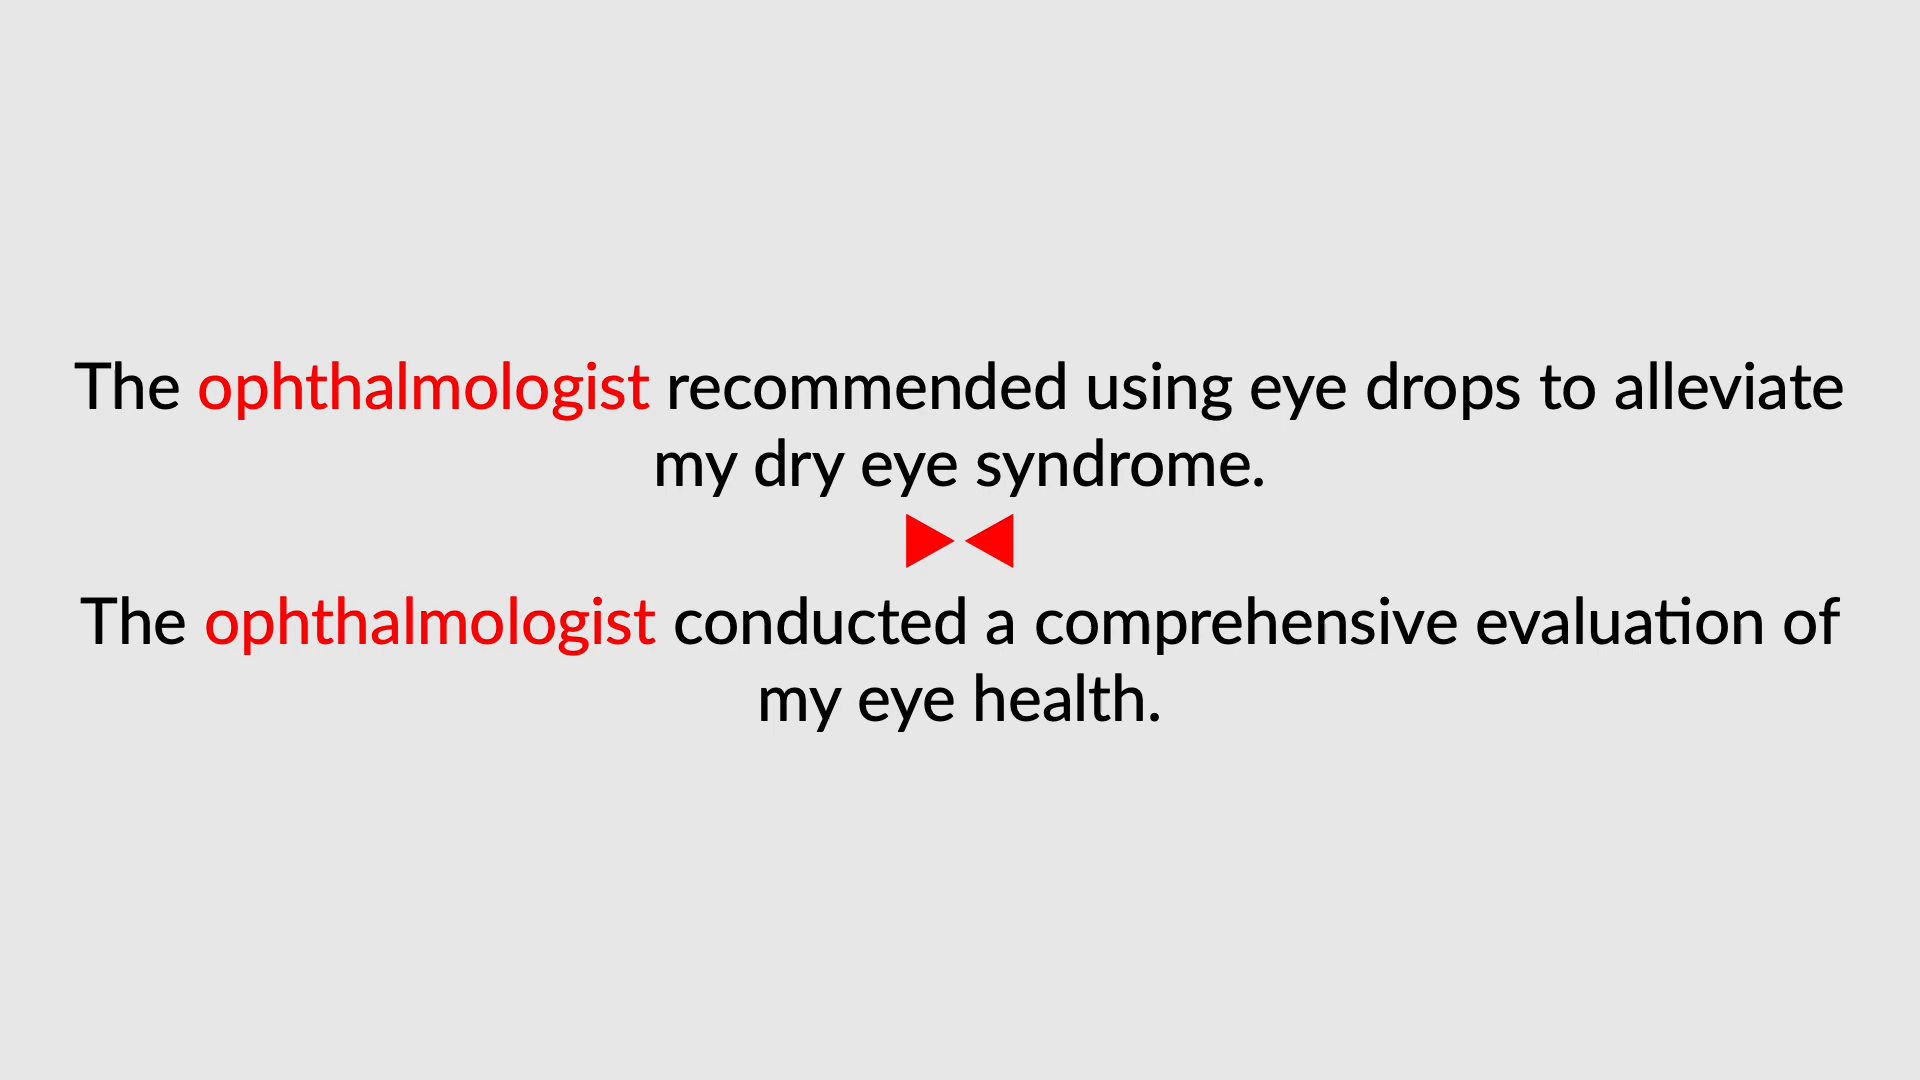 The ophthalmologist recommended using eye drops to alleviate
my dry eye syndrome.
The ophthalmologist conducted a comprehensive evaluation of
my eye health.